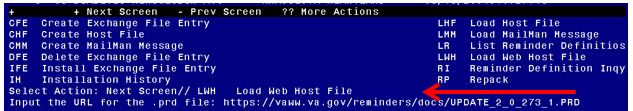 + + Next Screen - Prev Screen ?? More Actions
CFE Create Exchange File Entry LHF Load Host File
CHF Create Host File LMM Load MailMan Message
CMM Create MailMan Message LR List Reminder Definitios
DFE Delete Exchange File Entry LWH Load Web Host File
IFE Install Exchange File Entry RI Reminder Definition Inqy
IH Installation History RP Repack
Select Action: Next Screen// LWH Load Web Host File
Input the URL for the .prd file: https://vaww.va.gov/reminders/docs/UPDATE_2_0_273_1.PRD